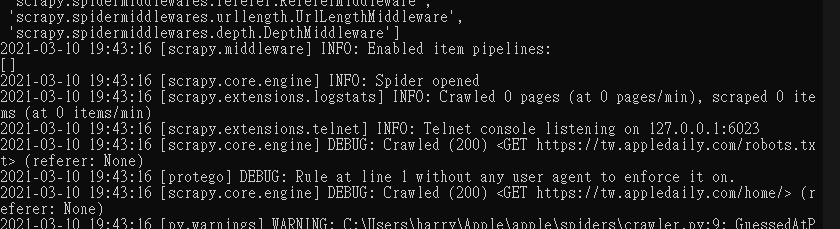 'scrapy.spidermiddlewares.referer.RefererMiddleware',
'scrapy.spidermiddlewares.urllength.UrlLengthMiddleware',
'scrapy.spidermiddlewares.depth.DepthMiddleware']
2021-03-10 19:43:16 [scrapy.middleware] INFO: Enabled item pipelines:
[]
2021-03-10 19:43:16 [scrapy.core.engine] INFO: Spider opened
2021-03-10 19:43:16 [scrapy.extensions.logstats] INFO: Crawled 0 pages (at 0 pages/min), scraped 0 ite
ms (at 0 items/min)
2021-03-10 19:43:16 [scrapy.extensions.telnet] INFO: Telnet console listening on 127.0.0.1:6023
2021-03-10 19:43:16 [scrapy.core.engine] DEBUG: Crawled (200) <GET https://tw.appledaily.com/robots.tx
t> (referer: None)
2021-03-10 19:43:16 [protego] DEBUG: Rule at line 1 without any user agent to enforce it on.
2021-03-10 19:43:16 [scrapy.core.engine] DEBUG: Crawled (200) <GET https://tw.appledaily.com/home/> (r
eferer: None)
2021-03-10 19:43:16 [py.warnings] WARNING: C:\Users\harry\Apple\apple\spiders\crawler.py:9: GuessedAtP